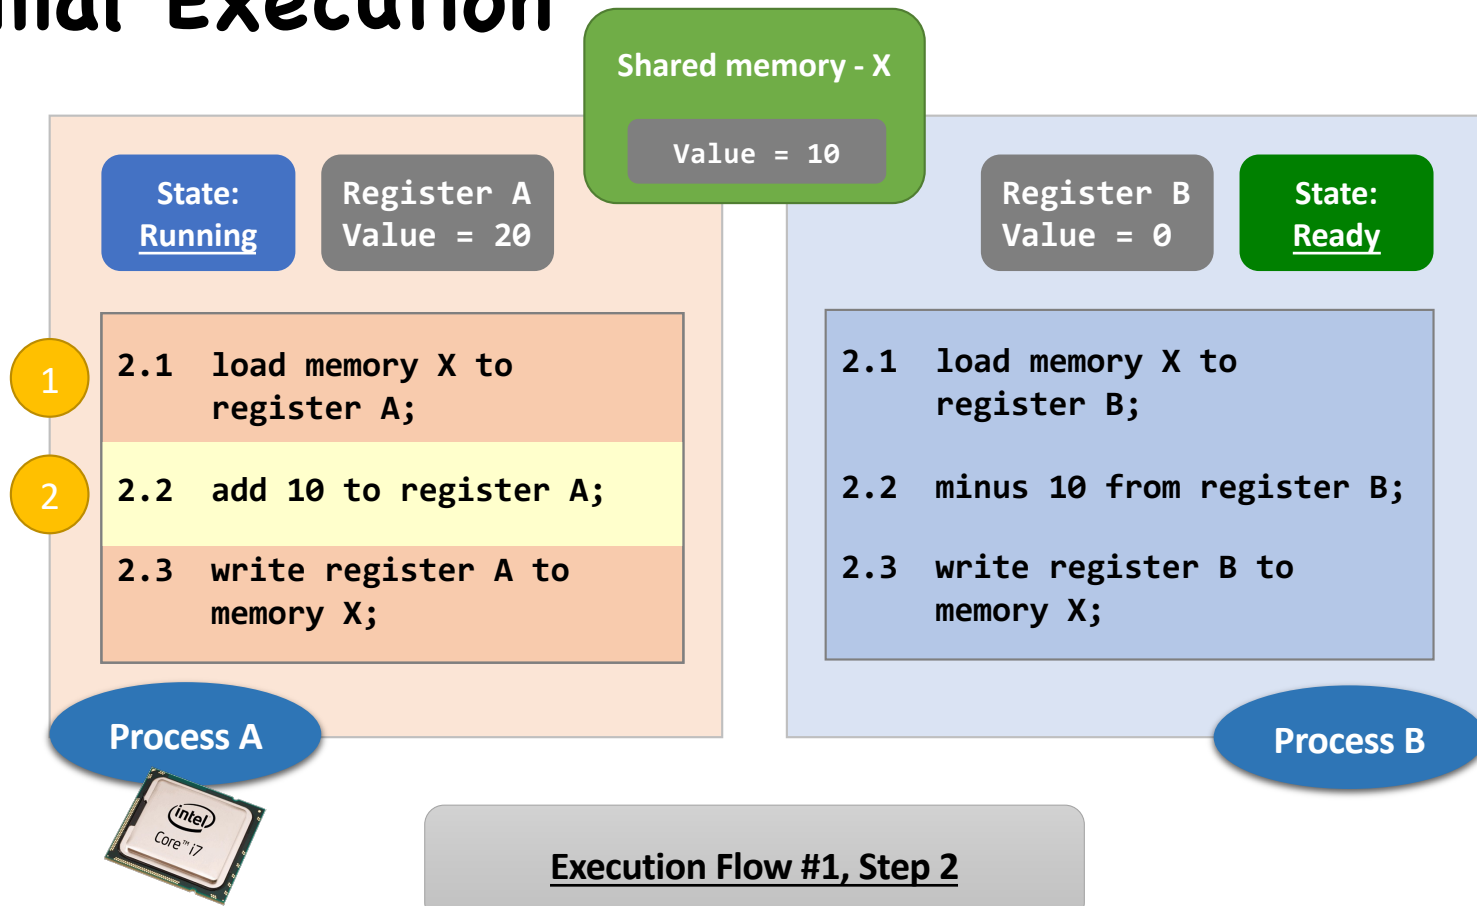 Execution
Shared memory - X
Value = 10
State:
Running
Register A
Value = 20
Register B
Value = 0
State:
Ready
1
2.1 load memory X to
register A;
2
2.2 add 10 to register A;
2.3 write register A to
memory X;
2.1 load memory X to
register B;
2.2 minus 10 from register B;
2.3 write register B to
memory X;
Process A
Process B
intel
Core™ i7
Execution Flow #1, Step 2